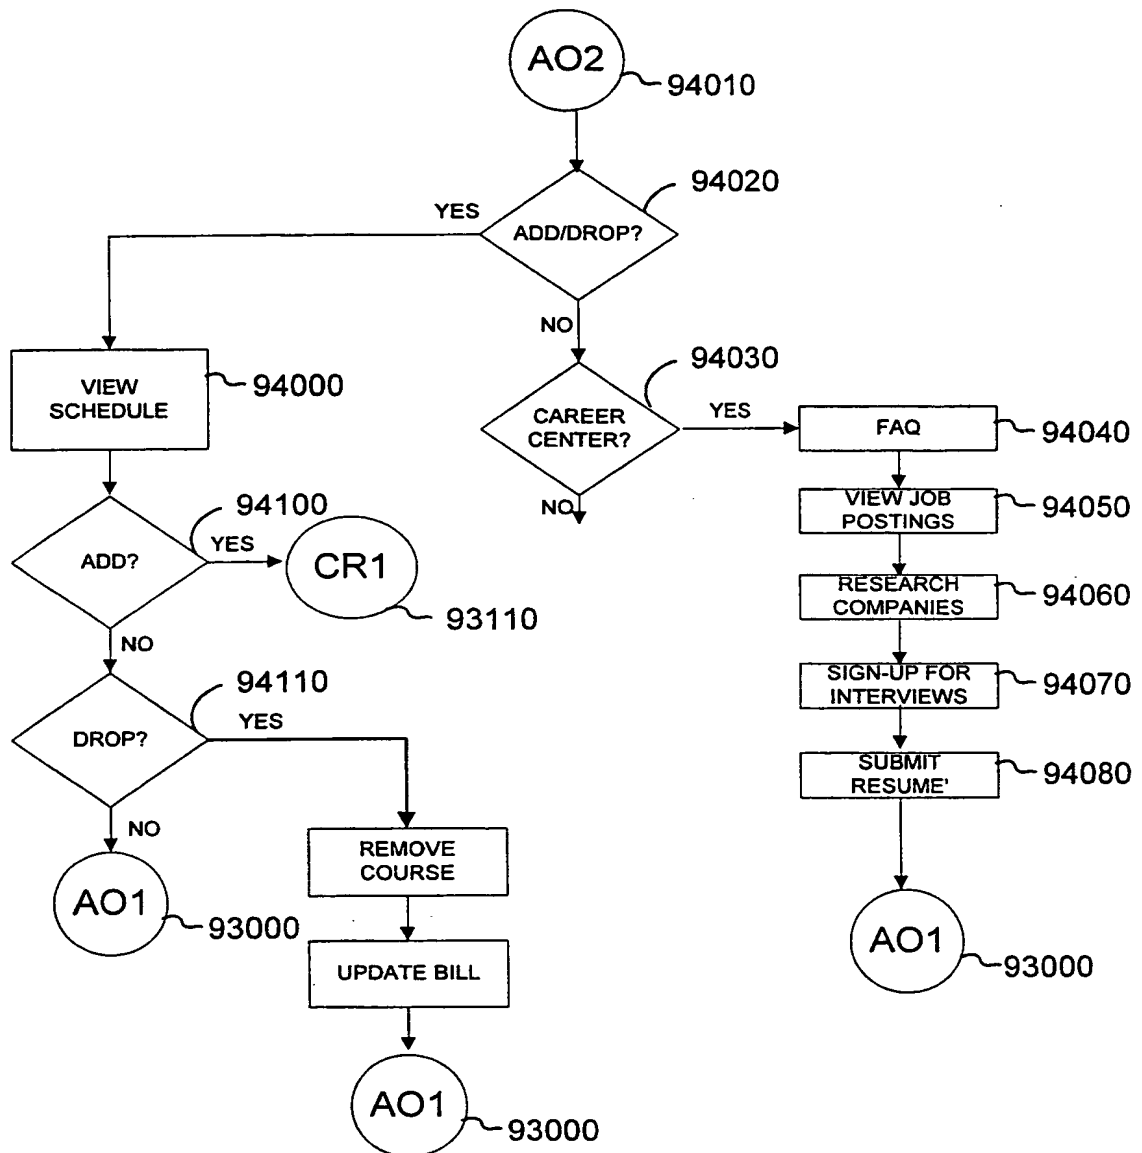 AO2
94010
94020
YES
ADD/DROP?
NO
94030
VIEW
SCHEDULE
94000
CAREER
CENTER?
YES
FAQ
94040
NO
VIEW JOB
POSTINGS
94050
94100
ADD?
YES
CR1
93110
RESEARCH
COMPANIES
94060
NO
94110
SIGN-UP FOR
INTERVIEWS
94070
DROP?
YES
SUBMIT
RESUME'
94080
NO
REMOVE
COURSE
AO1
93000
AO1
93000
UPDATE BILL
AO1
93000